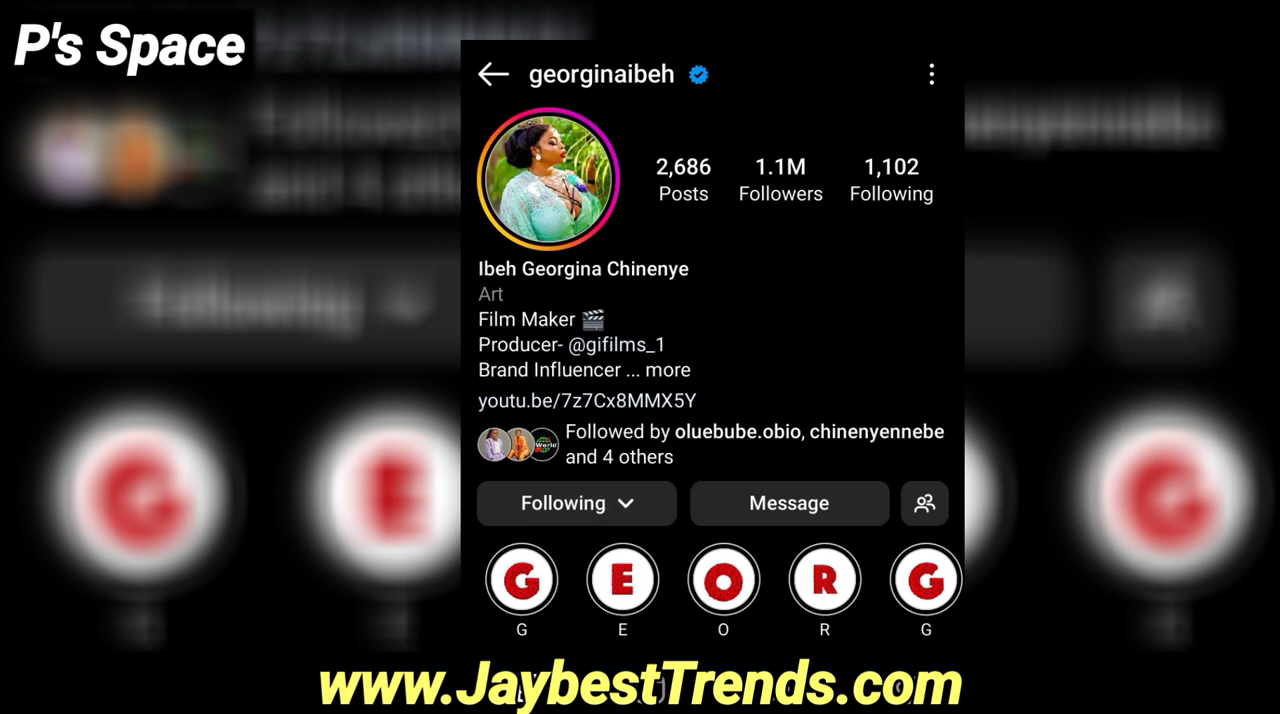 P's Space
georginaibeh
2,686 1.1M 1,102
Posts Followers Following
Ibeh Georgina Chinenye
Art
Film Maker 🎬
Producer- @gifilms_1
Brand Influencer ... more
youtu.be/7z7Cx8MMX5Y
Followed by oluebube.obio, chinenyennebe
and 4 others
Following Message
G E O R G
G E O R G
www.JaybestTrends.com